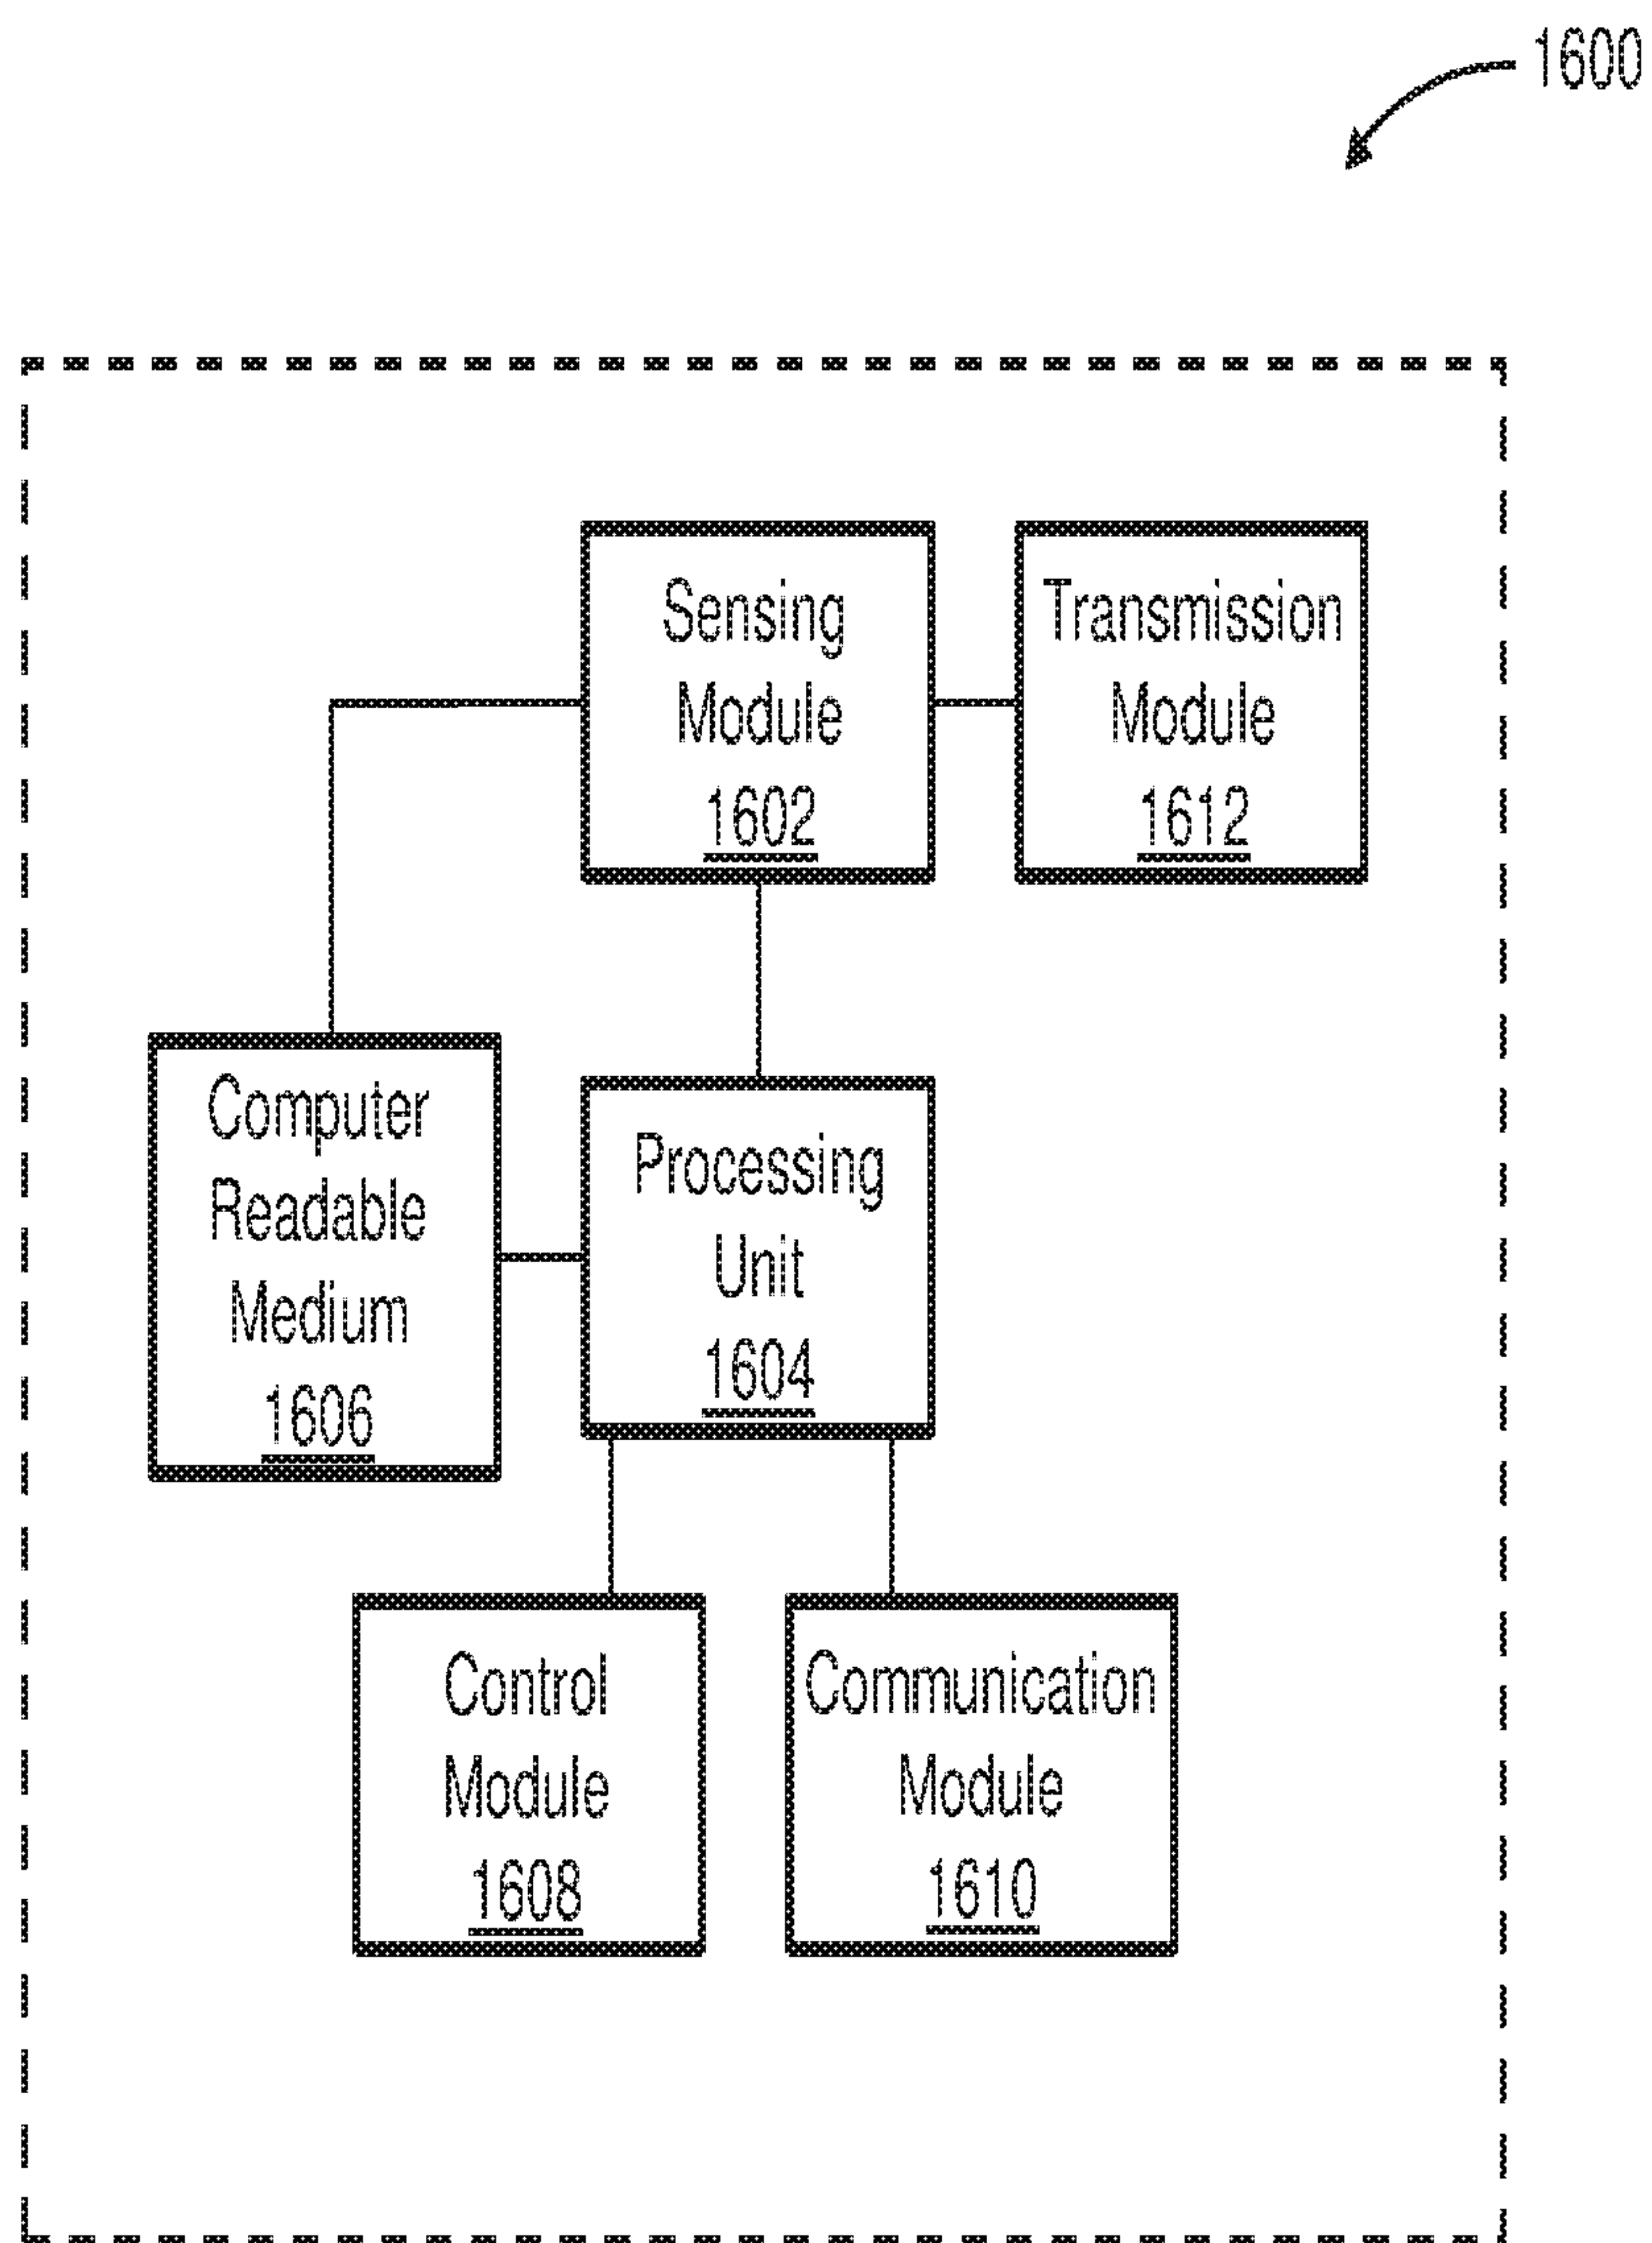 1600
Sensing
Module
1602
Transmission
Module
1612
Computer
Readable
Medium
1606
Processing
Unit
1604
Control
Module
1608
Communication
Module
1610